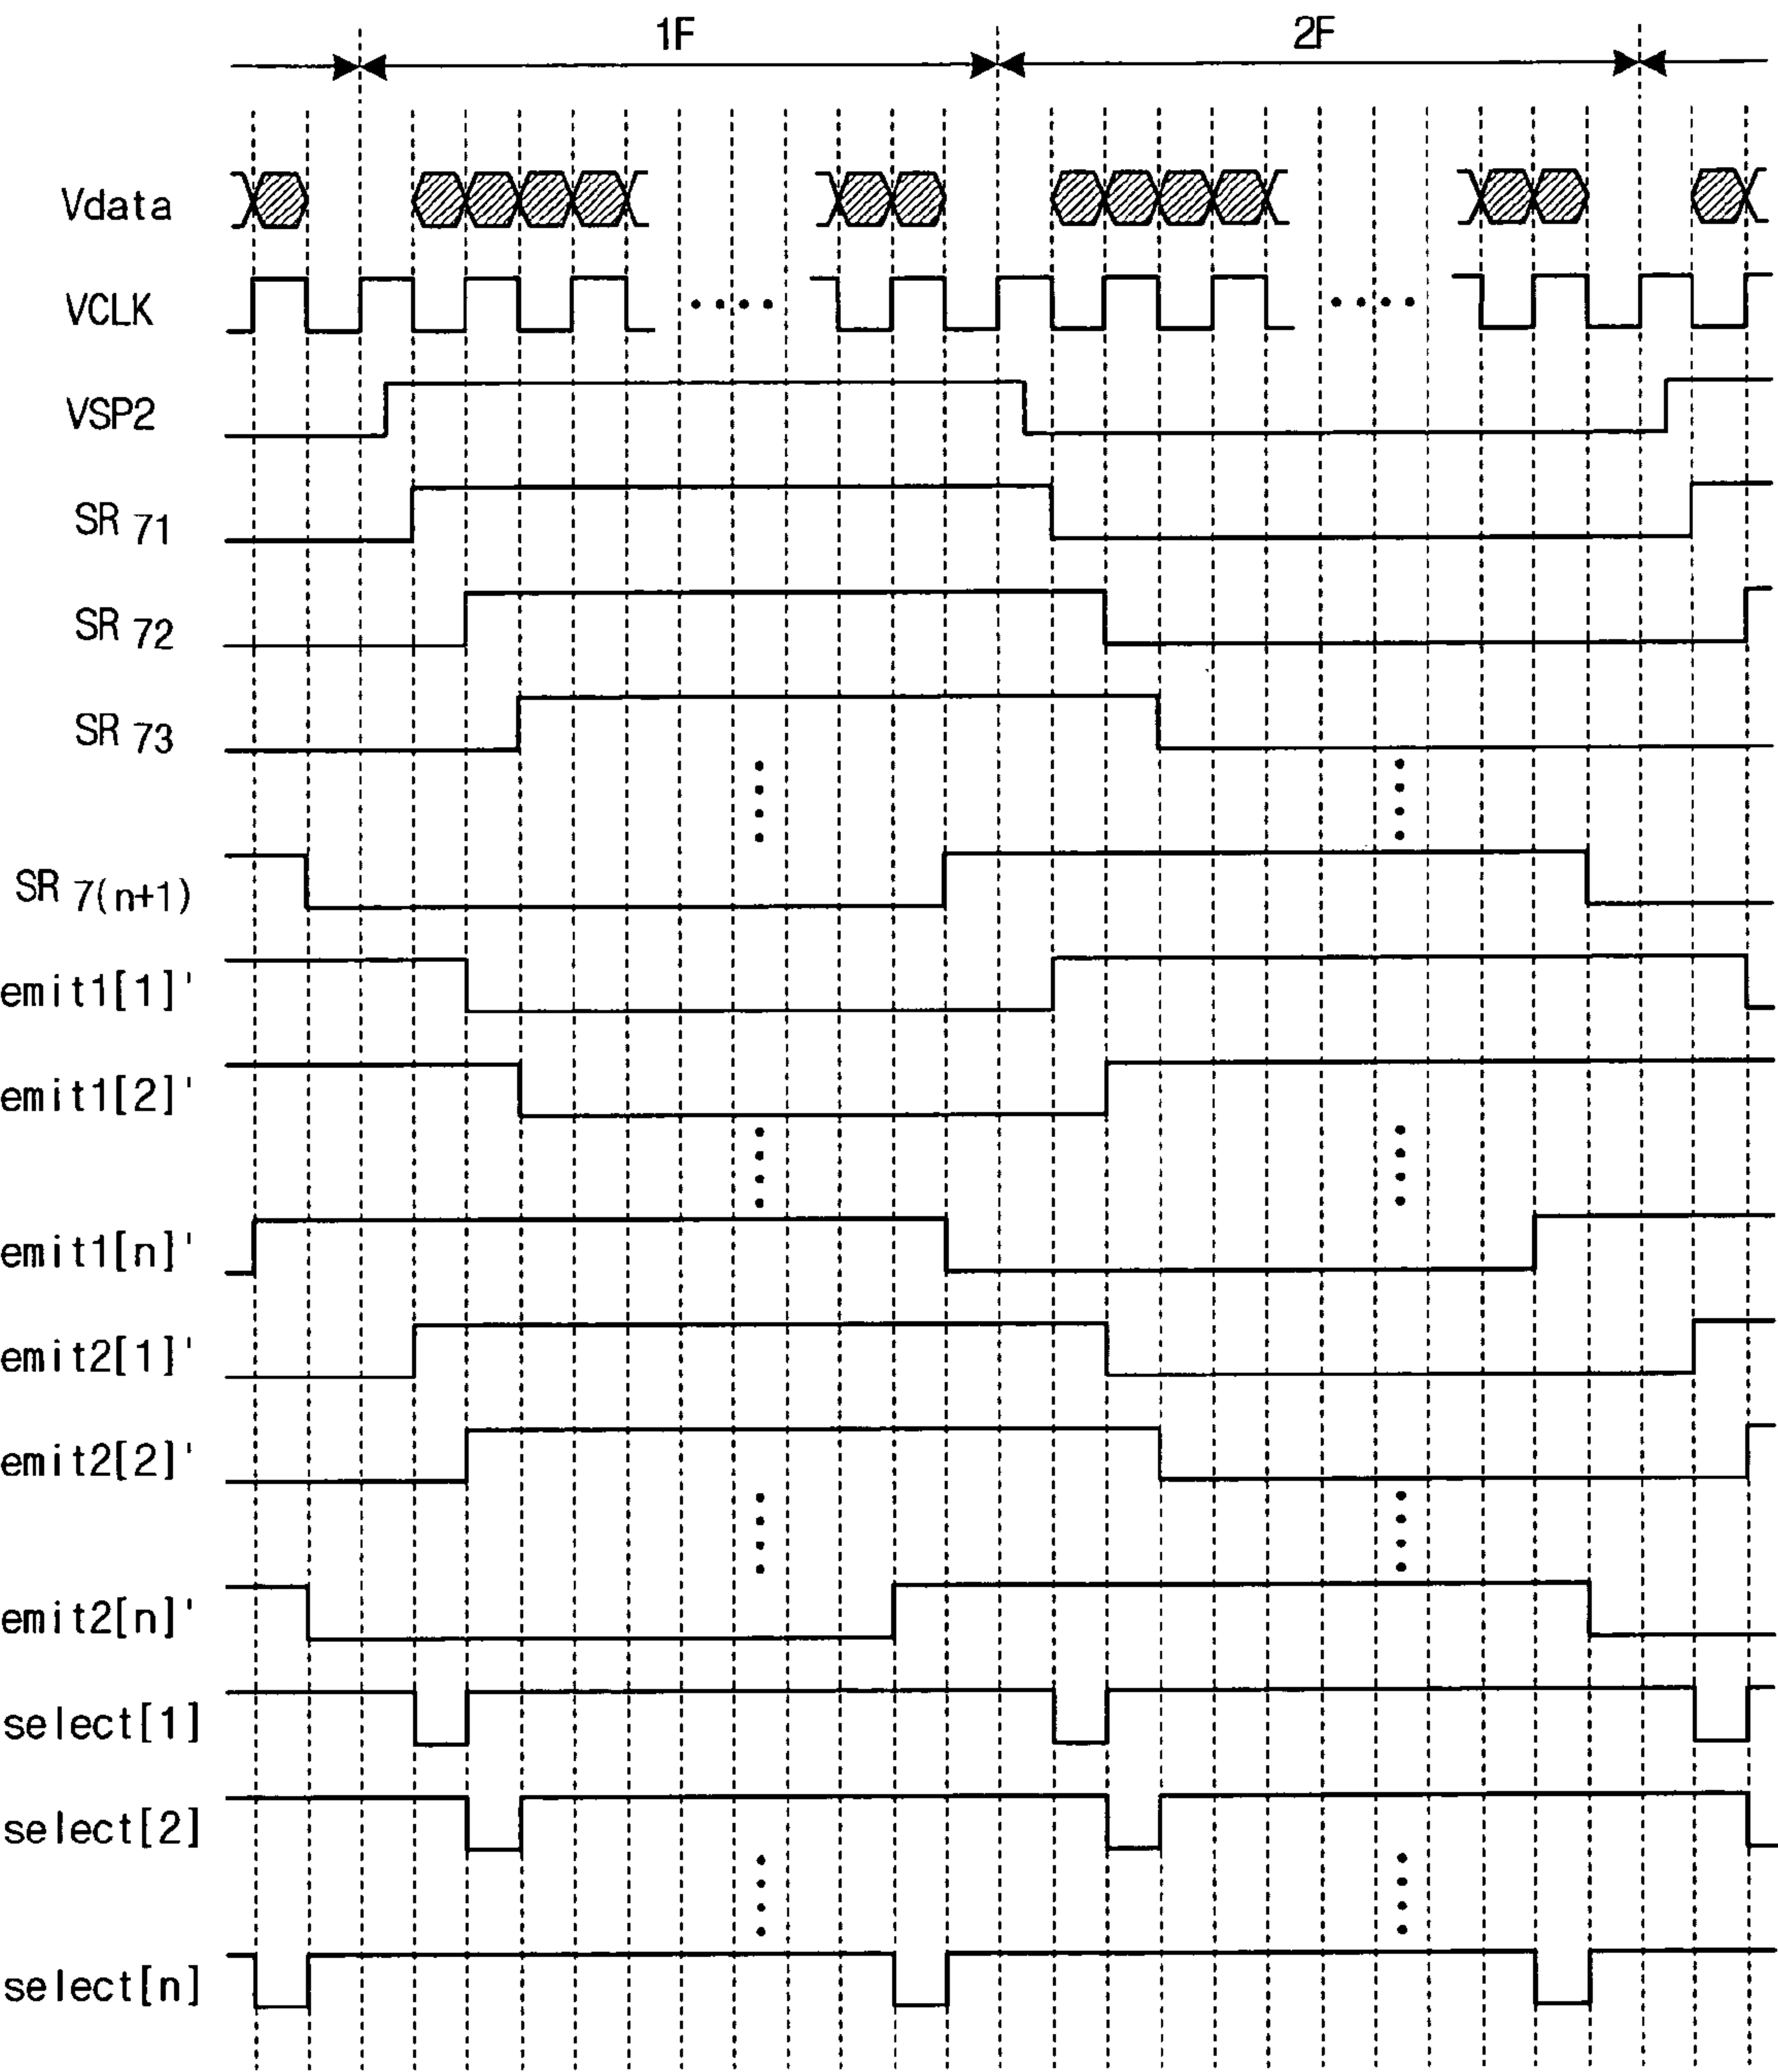 1F 2F
Vdata
VCLK
VSP2
SR 71
SR 72
SR 73
SR 7(n+1)
emit1[1]'
emit1[2]'
emit1[n]'
emit2[1]'
emit2[2]'
emit2[n]'
select[1]
select[2]
select[n]